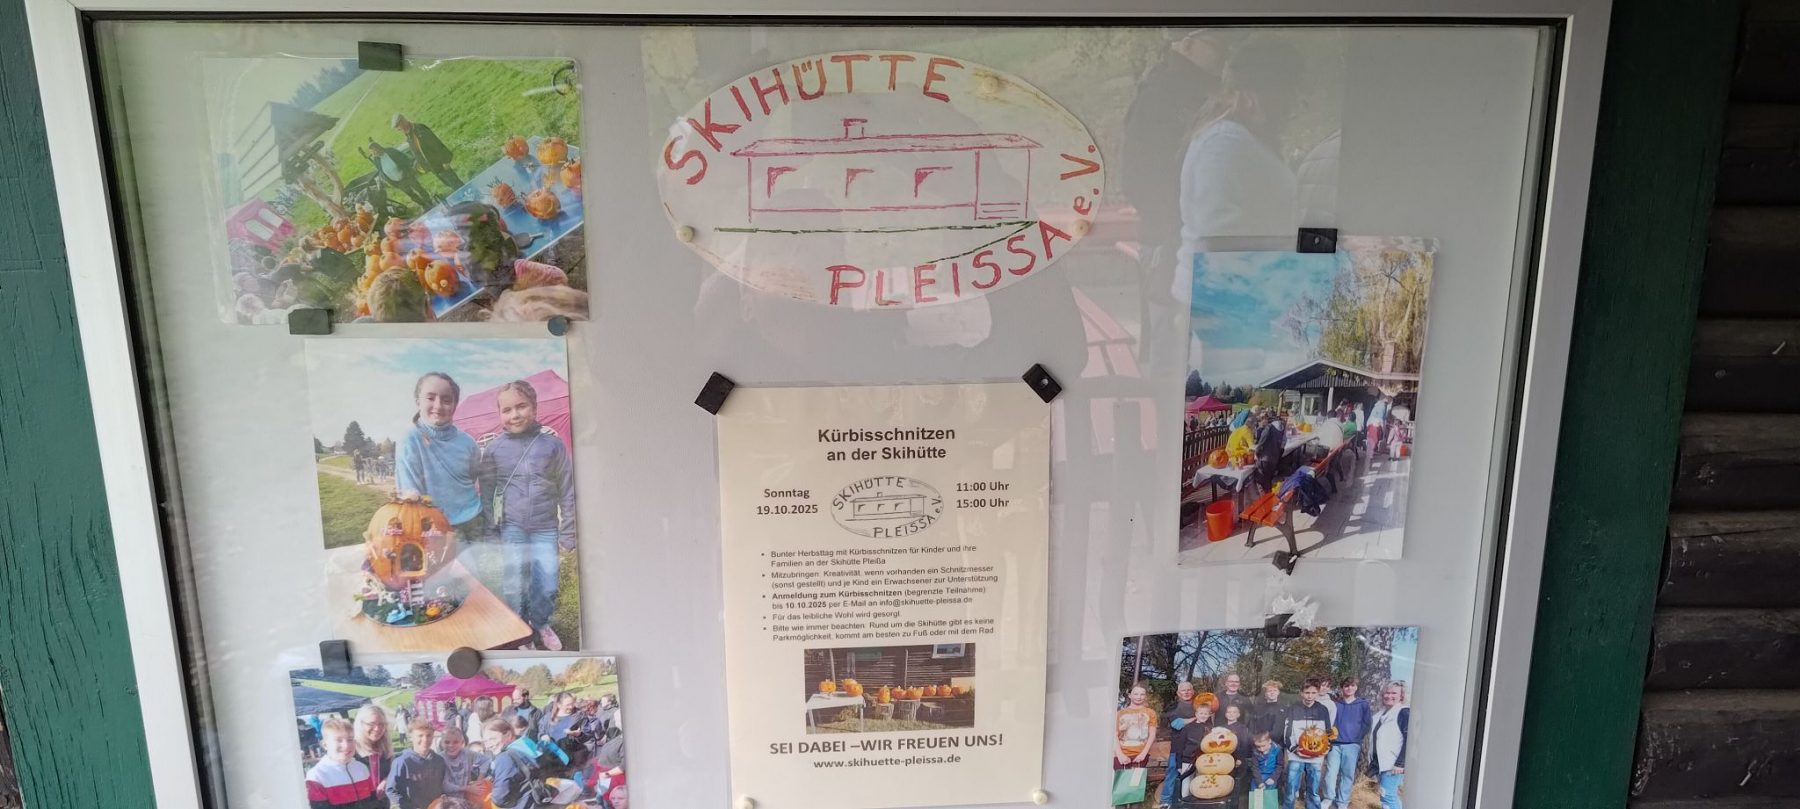 SKIHÜTTE
PLEISSA e.V.
Kürbisschnitzen
an der Skihütte
Sonntag
19.10.2025
SKIHÜTTE
PLEISSA e.V.
11:00 Uhr
15:00 Uhr
• Bunter Herbsttag mit Kürbisschnitzen für Kinder und ihre
Familien an der Skihütte Pleißa
• Mitzubringen: Kreativität, wenn vorhanden ein Schnitzmesser
(sonst gestellt) und je Kind ein Erwachsener zur Unterstützung
• Anmeldung zum Kürbisschnitzen (begrenzte Teilnahme)
bis 10.10.2025 per E-Mail an info@skihuette-pleissa.de
• Für das leibliche Wohl wird gesorgt.
• Bitte wie immer beachten: Rund um die Skihütte gibt es keine
Parkmöglichkeit, kommt am besten zu Fuß oder mit dem Rad
SEI DABEI –WIR FREUEN UNS!
www.skihuette-pleissa.de